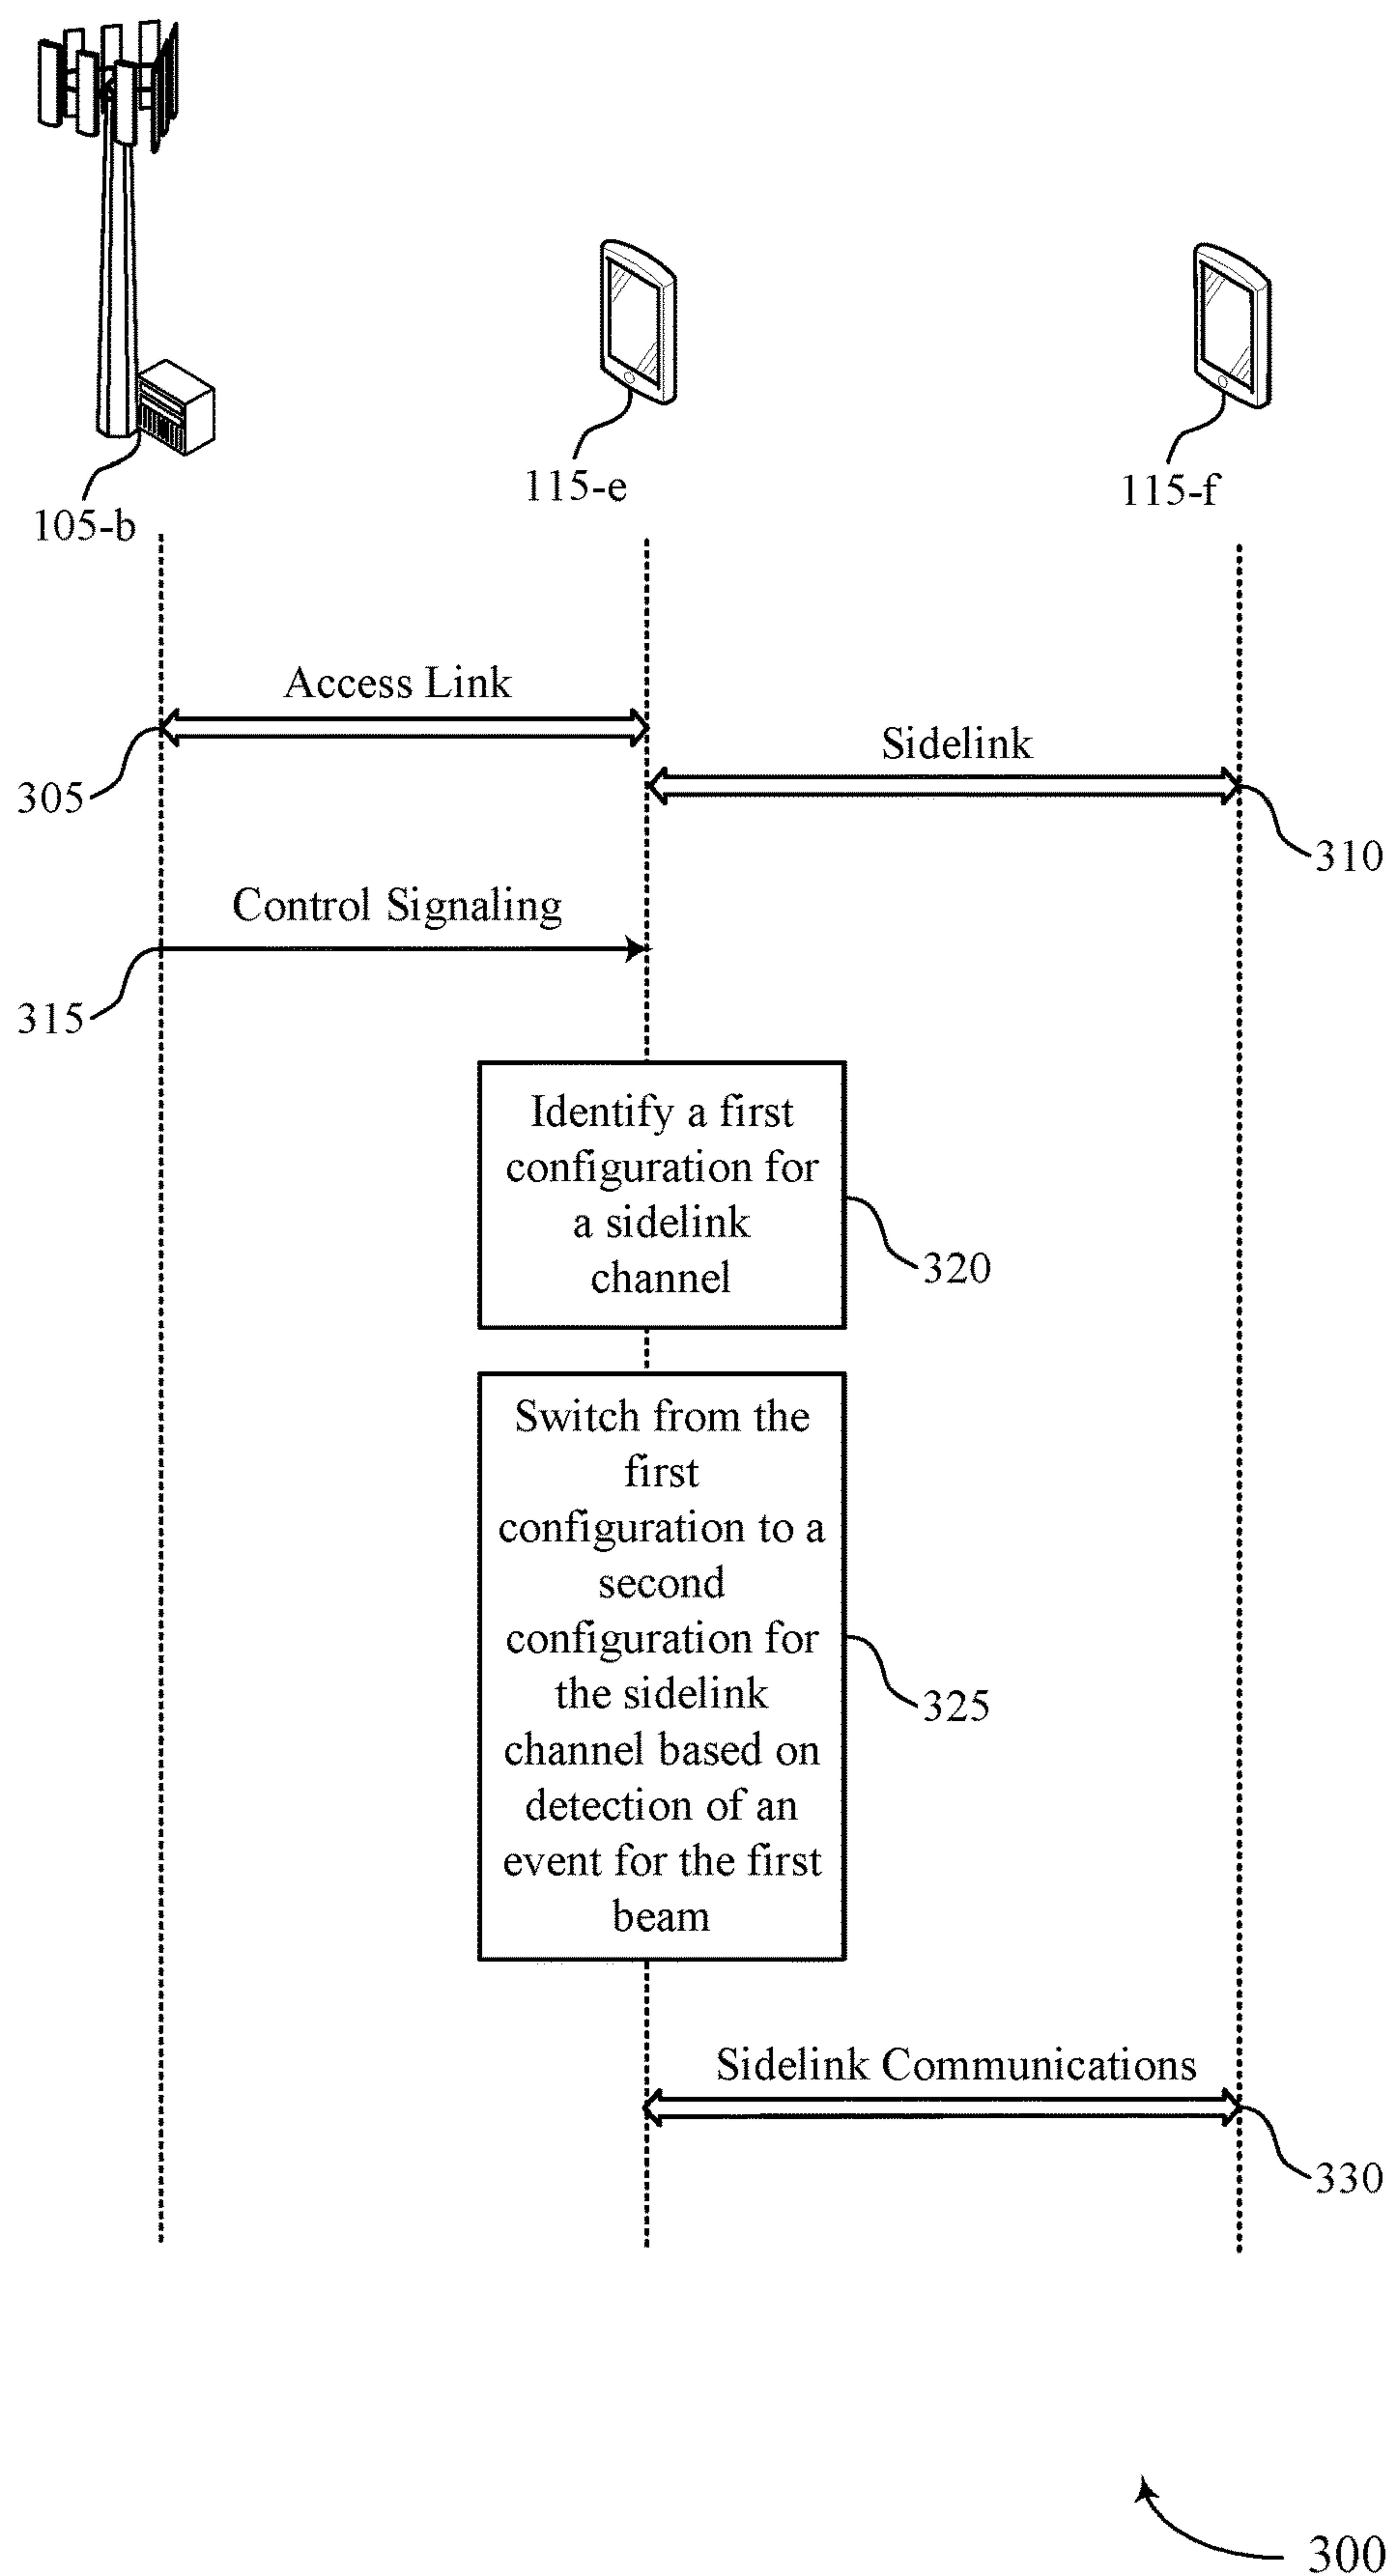 105-b
115-e
115-f
Access Link
305
Sidelink
310
Control Signaling
315
Identify a first
configuration for
a sidelink
channel
320
Switch from the
first
configuration to a
second
configuration for
the sidelink
channel based on
detection of an
event for the first
beam
325
Sidelink Communications
330
300